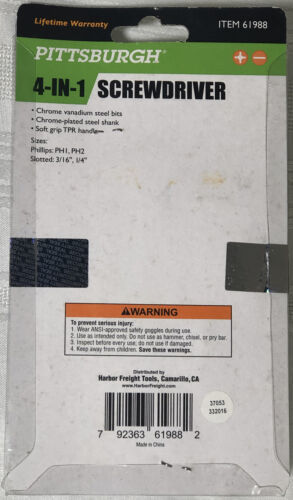 Lifetime Warranty
ITEM 61988
PITTSBURGH®
4-IN-1 SCREWDRIVER
• Chrome vanadium steel bits
• Chrome-plated steel shank
• Soft grip TPR handle
Sizes:
Phillips: PH1, PH2
Slotted: 3/16", 1/4"
WARNING
To prevent serious injury:
1. Wear ANSI-approved safety goggles during use.
2. Use as intended only. Do not use as hammer, chisel, or pry bar.
3. Inspect before every use; do not use if damaged.
4. Keep away from children. Save these warnings.
Distributed by
Harbor Freight Tools, Camarillo, CA
HarborFreight.com
37053
332016
7 92363 61988 2
Made in China